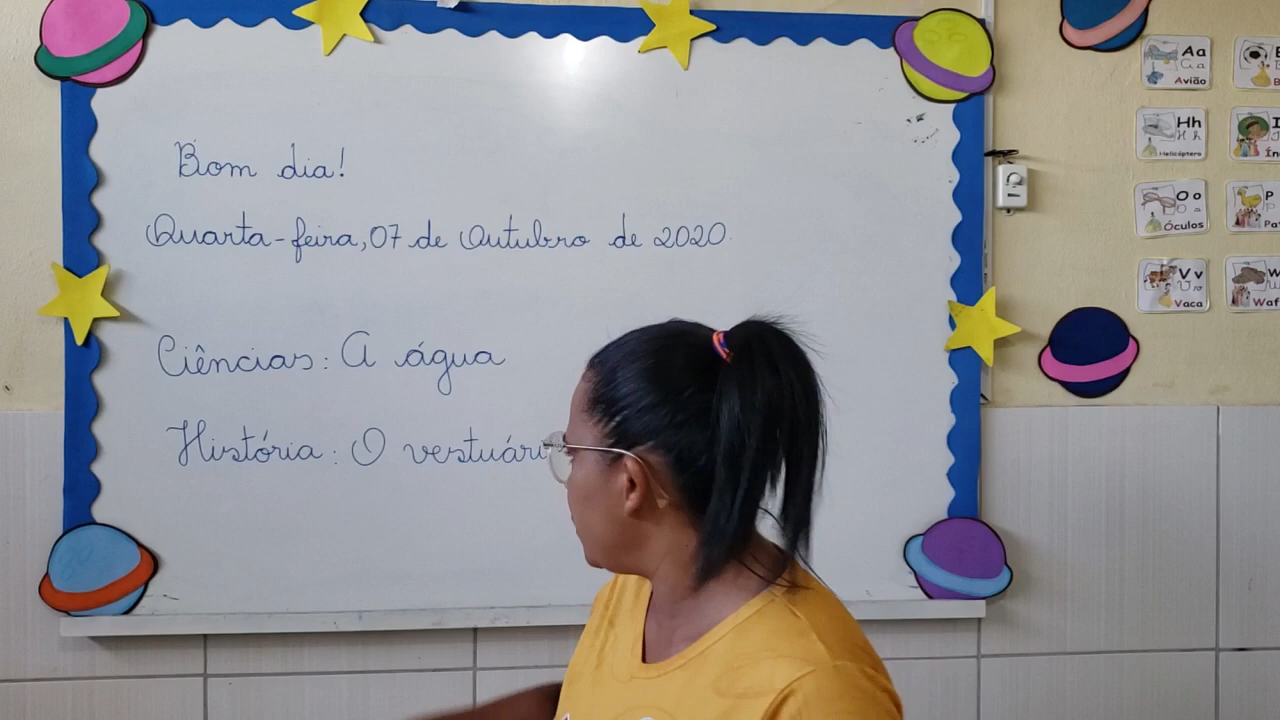 Bom dia!
Quarta-feira, 07 de Outubro de 2020.
Ciências: A água
História: O vestuári
Aa
Avião
Hh
Helicóptero
Oo
Óculos
Vv
Vaca